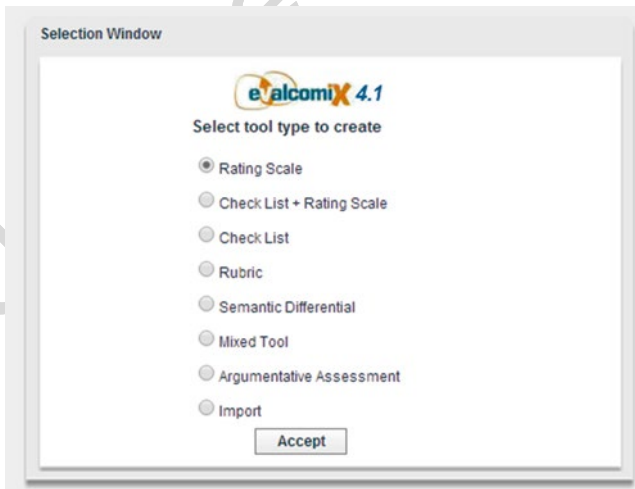 Selection Window
evalcomiX 4.1
Select tool type to create
Rating Scale
Check List + Rating Scale
Check List
Rubric
Semantic Differential
Mixed Tool
Argumentative Assessment
Import
Accept